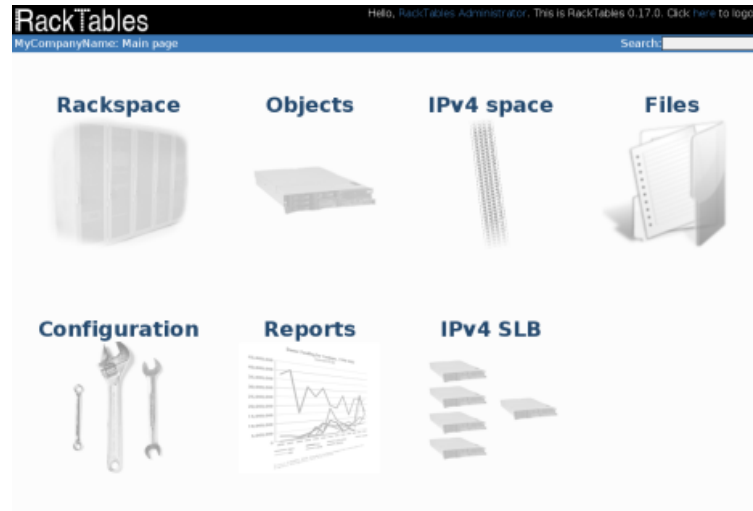 RackTables
Hello, RackTables Administrator. This is RackTables 0.17.0. Click here to logo
MyCompanyName: Main page
Search:
Rackspace
Objects
IPv4 space
Files
Configuration
Reports
IPv4 SLB